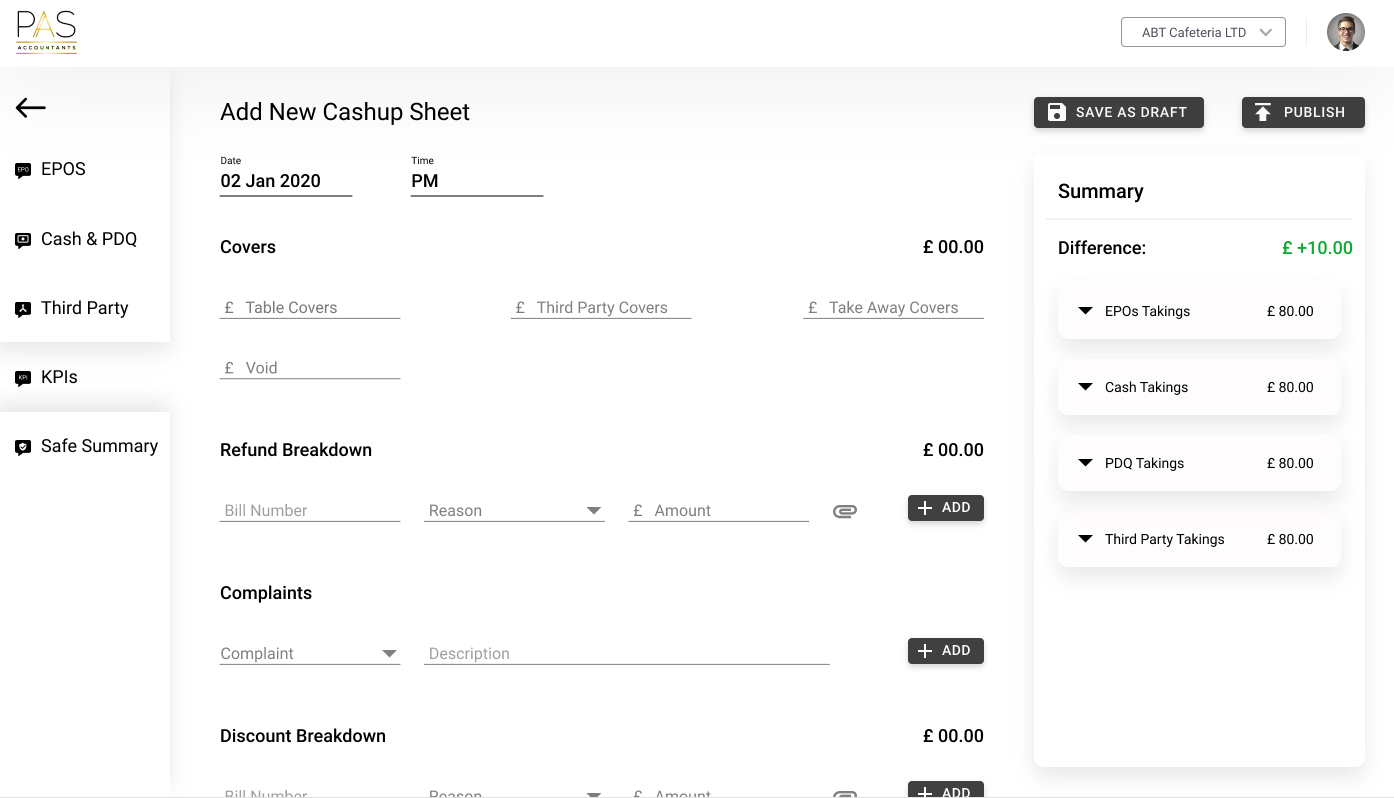 PAS
ACCOUNTANTS
ABT Cafeteria LTD
Add New Cashup Sheet
SAVE AS DRAFT
PUBLISH
EPOS
Cash & PDQ
Third Party
KPIs
Safe Summary
Date
02 Jan 2020
Time
PM
Covers £ 00.00
£ Table Covers
£ Third Party Covers
£ Take Away Covers
£ Void
Refund Breakdown £ 00.00
Bill Number
Reason
£ Amount
ADD
Complaints
Complaint
Description
ADD
Discount Breakdown £ 00.00
Bill Number
Reason
£ Amount
ADD
Summary
Difference: £ +10.00
EPOs Takings £ 80.00
Cash Takings £ 80.00
PDQ Takings £ 80.00
Third Party Takings £ 80.00